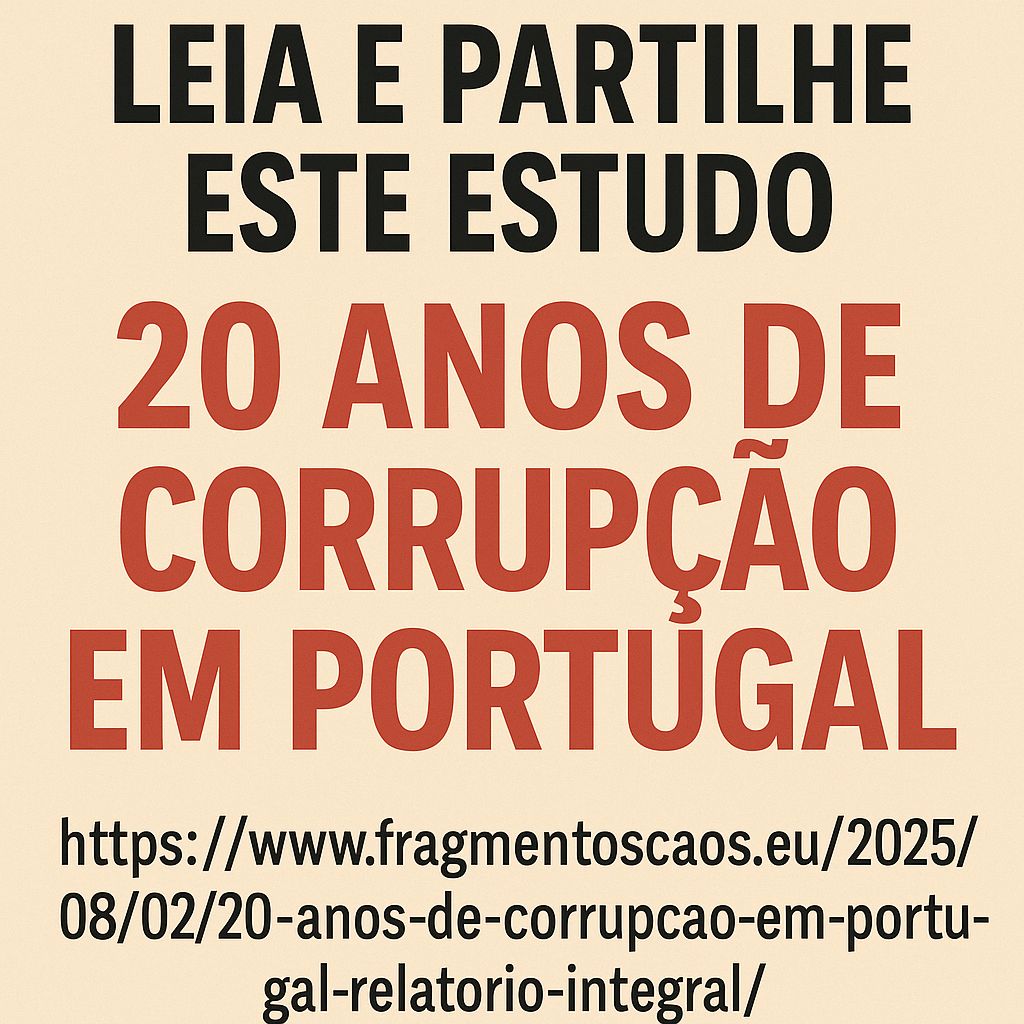 LEIA E PARTILHE
ESTE ESTUDO
20 ANOS DE
CORRUPÇÃO
EM PORTUGAL
https://www.fragmentoscaos.eu/2025/
08/02/20-anos-de-corrupcao-em-portu-
gal-relatorio-integral/